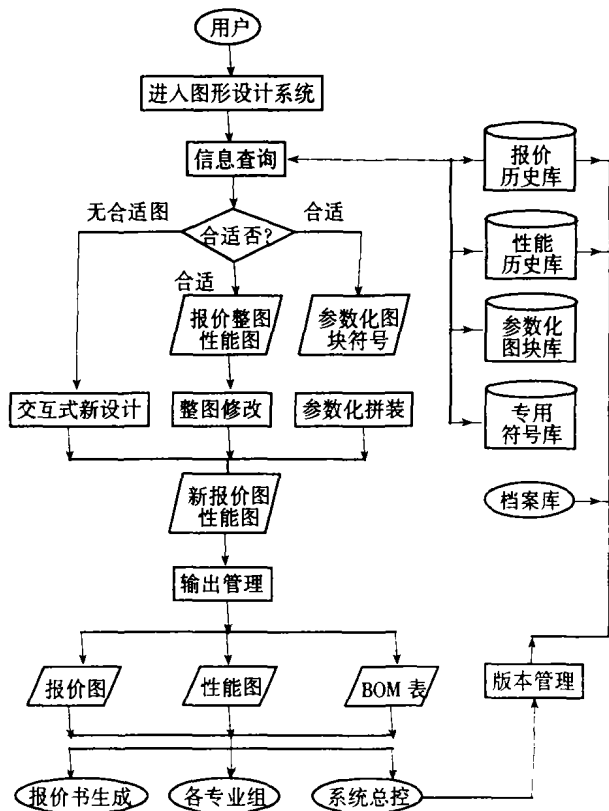 用户
进入图形设计系统
信息查询
报价
历史库
无合适图
合适否?
合适
性能
历史库
合适
报价整图
性能图
参数化图
块符号
参数化
图块库
交互式新设计
整图修改
参数化拼装
专用
符号库
新报价图
性能图
档案库
输出管理
报价图
性能图
BOM 表
版本管理
报价书生成
各专业组
系统总控